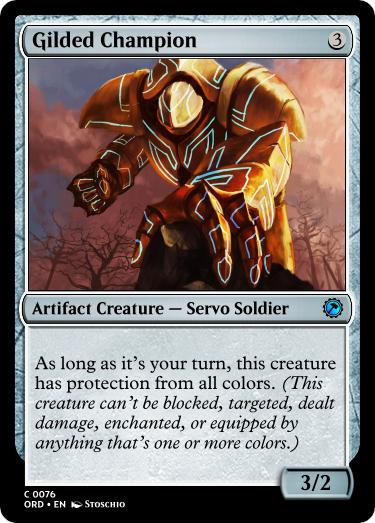 Gilded Champion 3
Artifact Creature — Servo Soldier
As long as it's your turn, this creature
has protection from all colors. (This
creature can't be blocked, targeted, dealt
damage, enchanted, or equipped by
anything that's one or more colors.)
3/2
C 0076
ORD • EN Stoschio